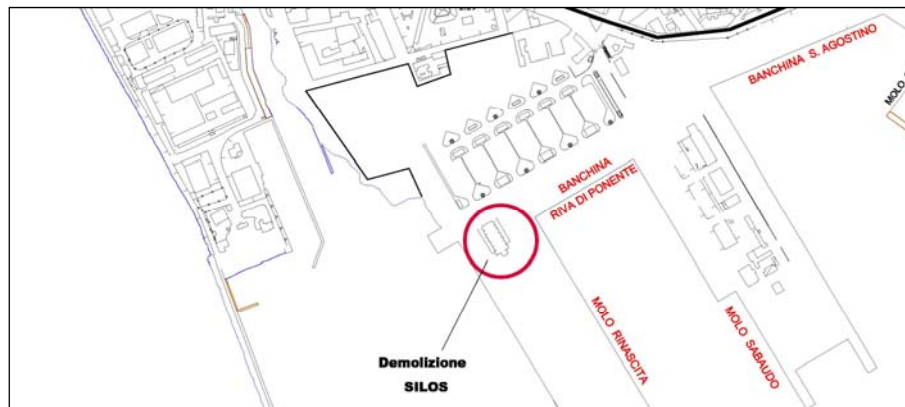 BANCHINA S. AGOSTINO
MOLO
BANCHINA
RIVA DI PONENTE
MOLO RINASCITA
MOLO SABAUDO
Demolizione
SILOS